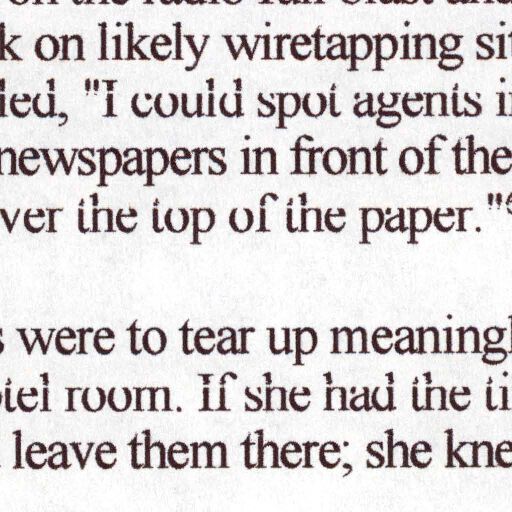 on the radio full blast and
k on likely wiretapping sit
ied, "I could spot agents i
newspapers in front of the
ver the top of the paper."
s were to tear up meaningl
otel room. If she had the ti
leave them there; she kne